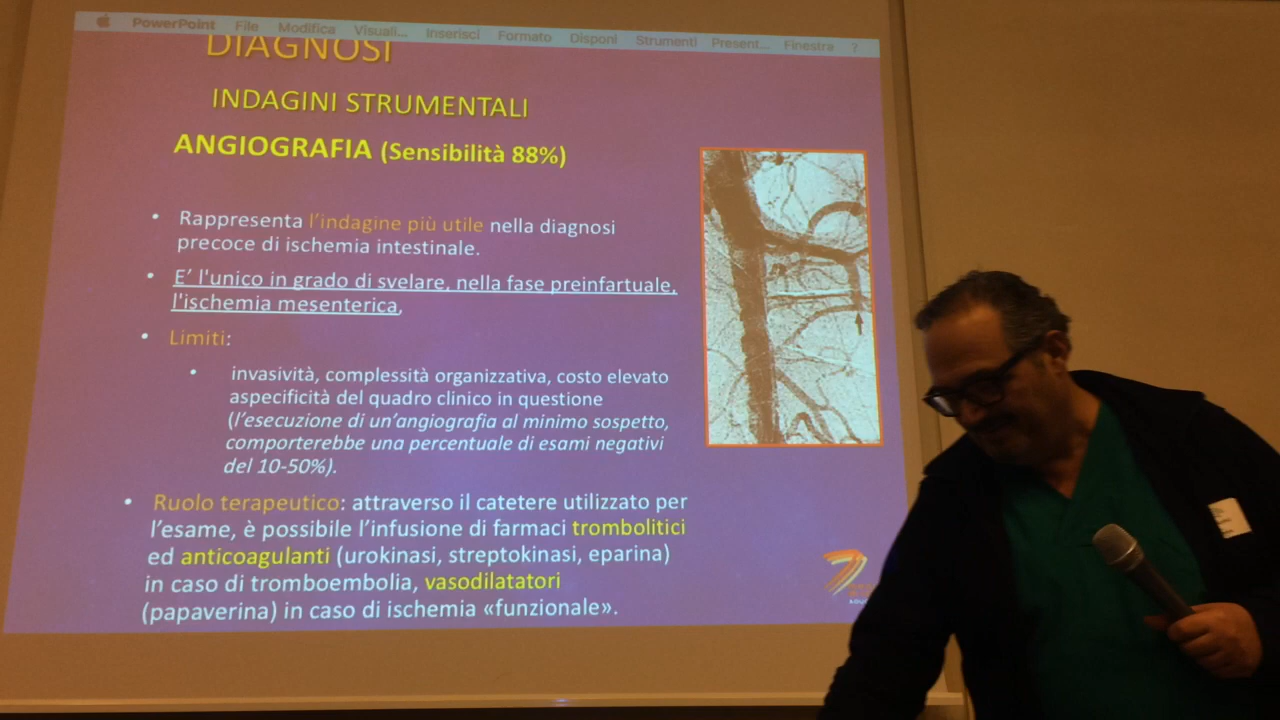 PowerPoint File Modifica Visuali... Inserisci Formato Disponi Strumenti Present... Finestra ?
DIAGNOSI
INDAGINI STRUMENTALI
ANGIOGRAFIA (Sensibilità 88%)
• Rappresenta l'indagine più utile nella diagnosi
precoce di ischemia intestinale.
• E' l'unico in grado di svelare, nella fase preinfartuale,
l'ischemia mesenterica,
• Limiti:
• invasività, complessità organizzativa, costo elevato
aspecificità del quadro clinico in questione
(l'esecuzione di un'angiografia al minimo sospetto,
comporterebbe una percentuale di esami negativi
del 10-50%).
• Ruolo terapeutico: attraverso il catetere utilizzato per
l'esame, è possibile l'infusione di farmaci trombolitici
ed anticoagulanti (urokinasi, streptokinasi, eparina)
in caso di tromboembolia, vasodilatatori
(papaverina) in caso di ischemia «funzionale».